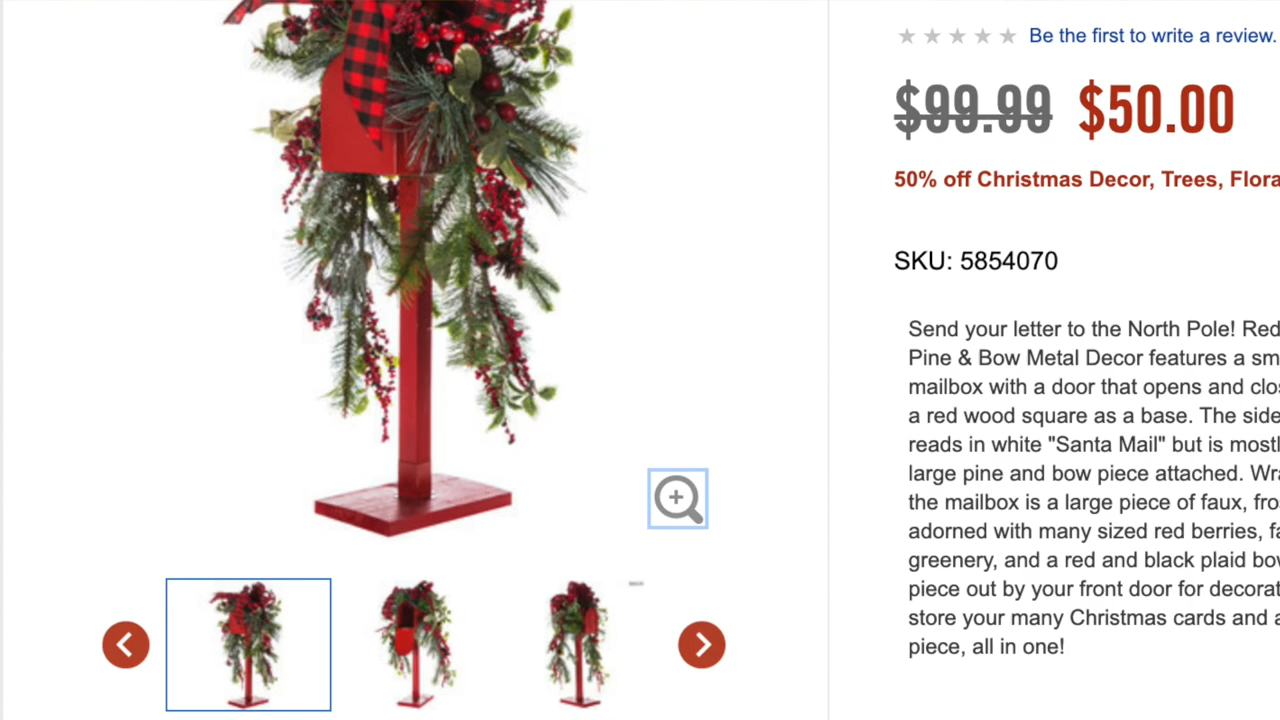 Be the first to write a review.
$99.99 $50.00
50% off Christmas Decor, Trees, Flora
SKU: 5854070
Send your letter to the North Pole! Red
Pine & Bow Metal Decor features a sm
mailbox with a door that opens and clos
a red wood square as a base. The side
reads in white "Santa Mail" but is mostl
large pine and bow piece attached. Wra
the mailbox is a large piece of faux, fros
adorned with many sized red berries, fa
greenery, and a red and black plaid bow
piece out by your front door for decorat
store your many Christmas cards and a
piece, all in one!